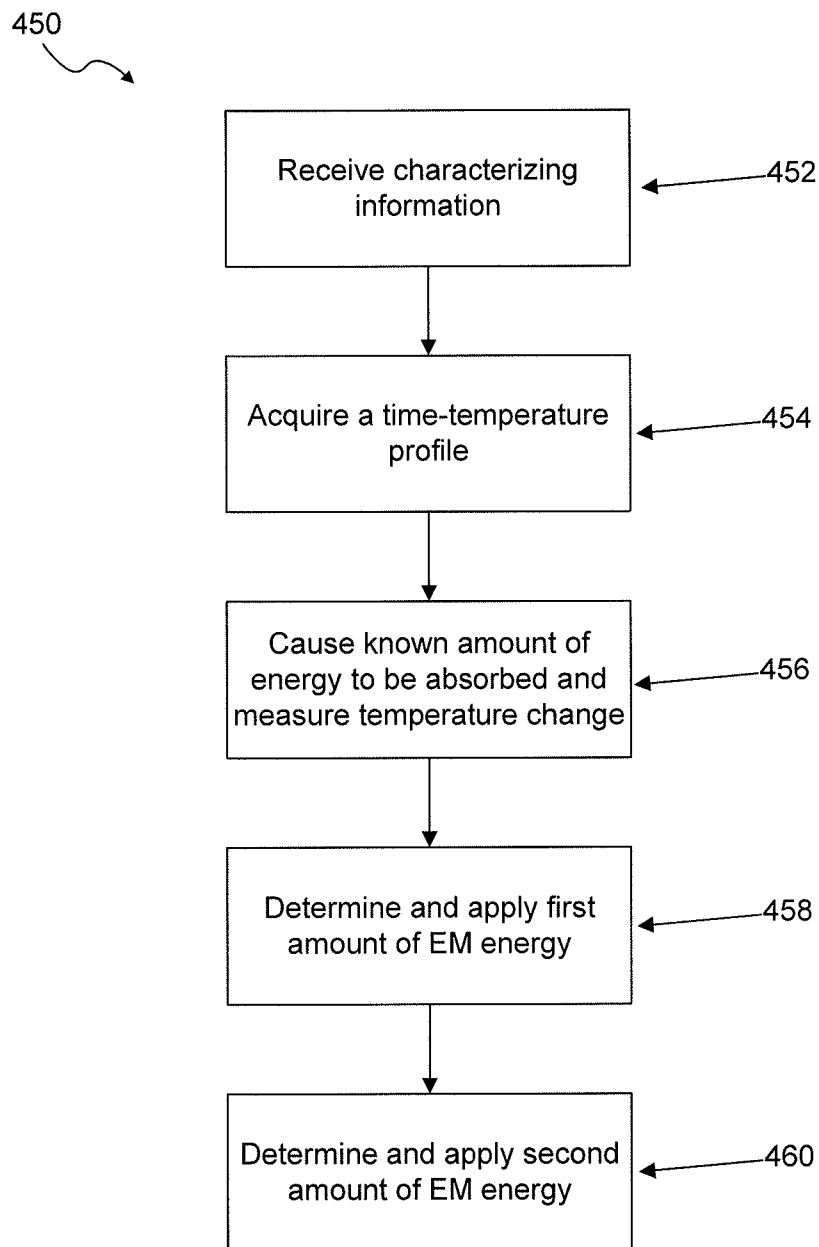 450
Receive characterizing
information
452
Acquire a time-temperature
profile
454
Cause known amount of
energy to be absorbed and
measure temperature change
456
Determine and apply first
amount of EM energy
458
Determine and apply second
amount of EM energy
460